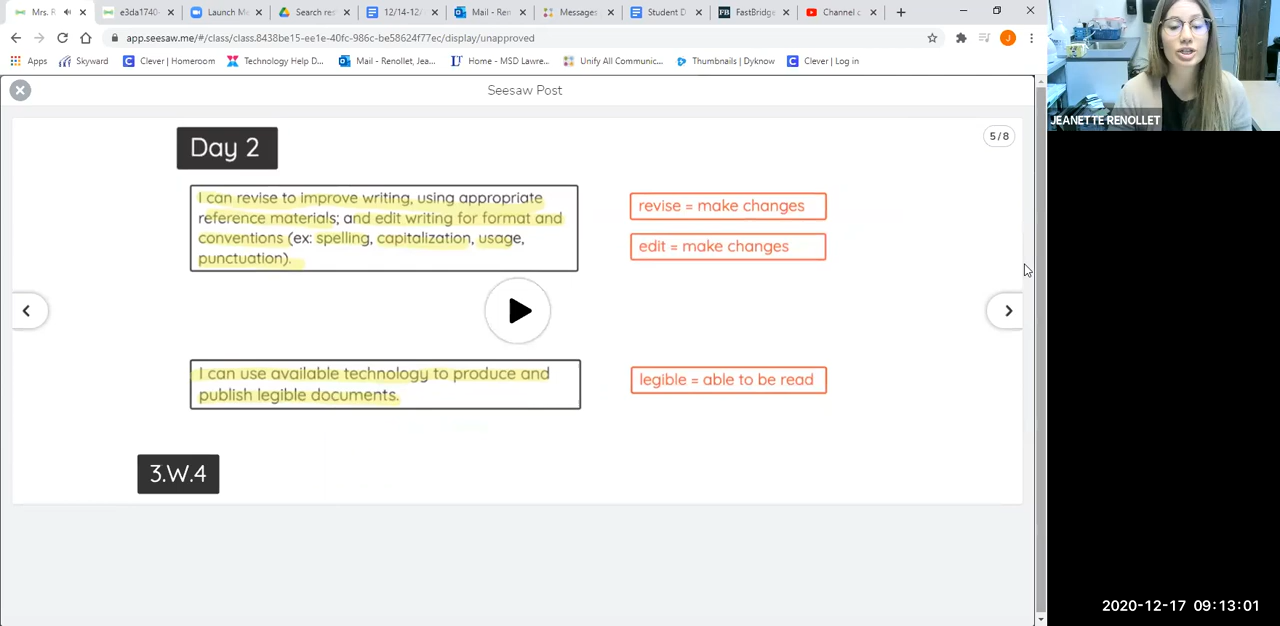 Mrs. R
e3da1740-
Launch M
Search res
12/14-12/
Mail - Ren
Messages
Student D
FastBridge
Channel c
app.seesaw.me/#/class/class.8438be15-ee1e-40fc-986c-be58624f77ec/display/unapproved
J
Apps
Skyward
Clever | Homeroom
Technology Help D...
Mail - Renollet, Jea...
Home - MSD Lawre...
Unify All Communic...
Thumbnails | Dyknow
Clever | Log in
Seesaw Post
JEANETTE RENOLLET
Day 2
5/8
I can revise to improve writing, using appropriate
reference materials; and edit writing for format and
conventions (ex: spelling, capitalization, usage,
punctuation).
revise = make changes
edit = make changes
I can use available technology to produce and
publish legible documents.
legible = able to be read
3.W.4
2020-12-17 09:13:01